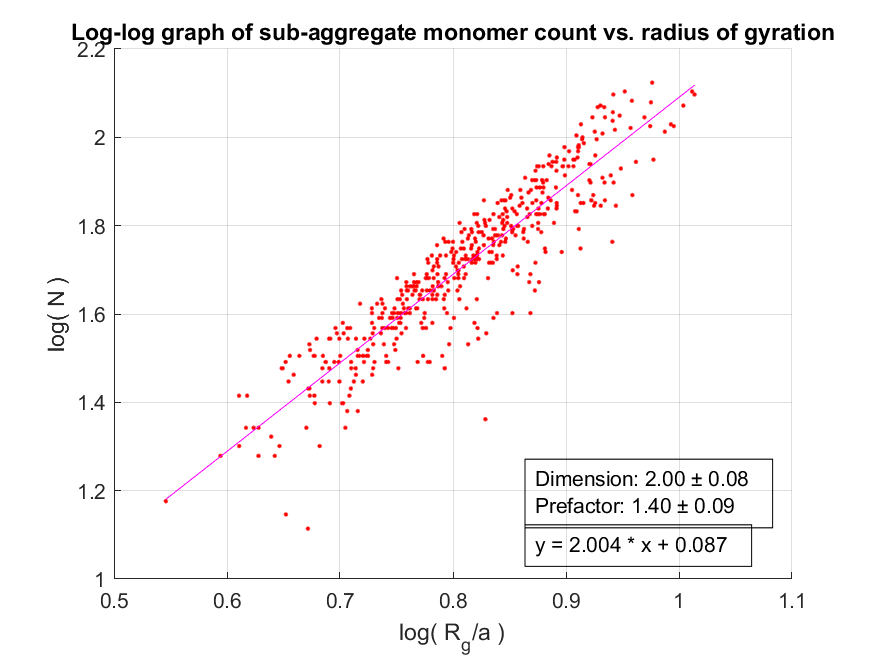 Log-log graph of sub-aggregate monomer count vs. radius of gyration
2.2
2
1.8
1.6
1.4
1.2
1
log( N )
Dimension: 2.00 ± 0.08
Prefactor: 1.40 ± 0.09
y = 2.004 * x + 0.087
0.5 0.6 0.7 0.8 0.9 1 1.1
log( Rg/a )